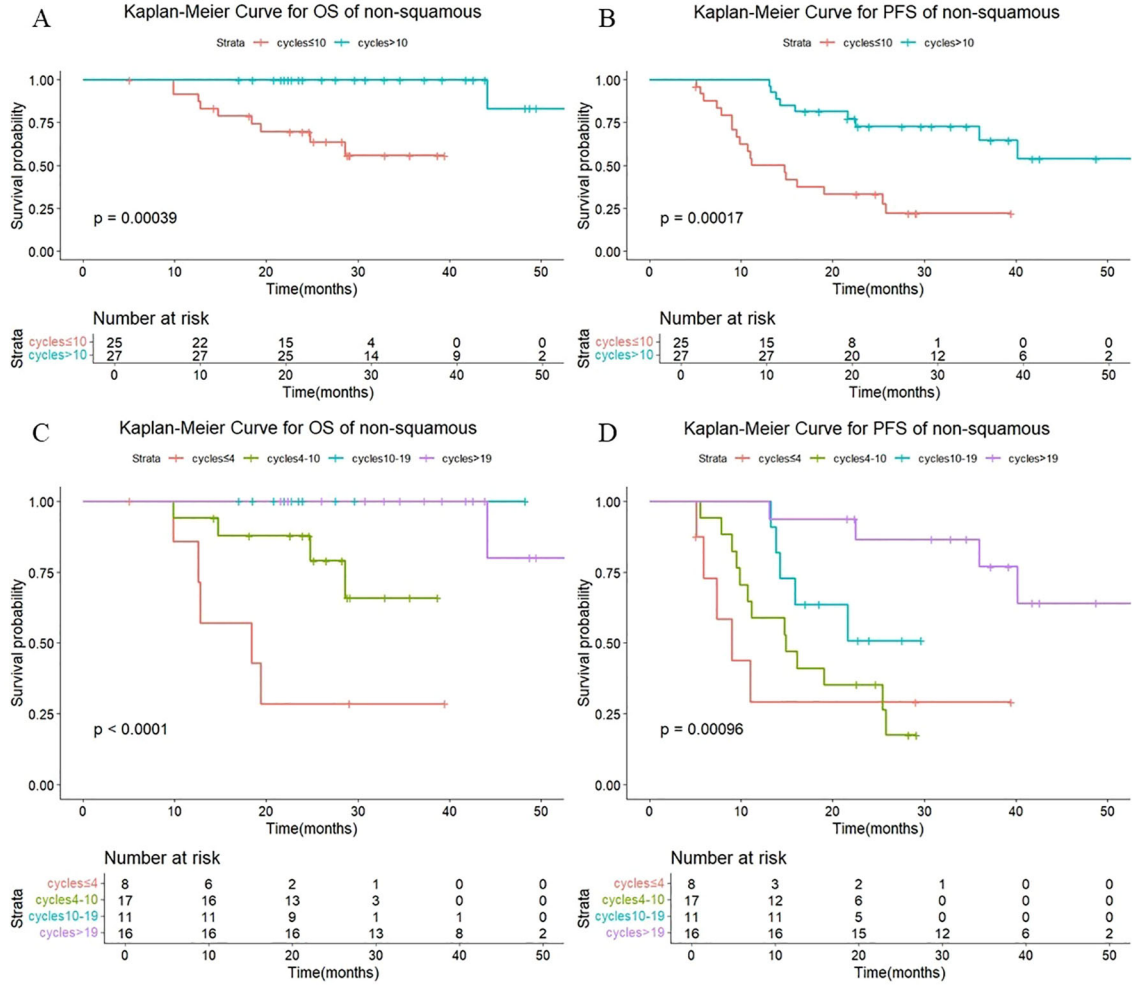 A
Kaplan-Meier Curve for OS of non-squamous
Strata cycles≤10 cycles>10
Survival probability
1.00
0.75
0.50
0.25
0.00
p = 0.00039
0 10 20 30 40 50
Time(months)
Number at risk
Strata
cycles≤10 25 22 15 4 0 0
cycles>10 27 27 25 14 9 2
0 10 20 30 40 50
Time(months)
B
Kaplan-Meier Curve for PFS of non-squamous
Strata cycles≤10 cycles>10
Survival probability
1.00
0.75
0.50
0.25
0.00
p = 0.00017
0 10 20 30 40 50
Time(months)
Number at risk
Strata
cycles≤10 25 15 8 1 0 0
cycles>10 27 27 20 12 6 2
0 10 20 30 40 50
Time(months)
C
Kaplan-Meier Curve for OS of non-squamous
Strata cycles≤4 cycles4-10 cycles10-19 cycles>19
Survival probability
1.00
0.75
0.50
0.25
0.00
p < 0.0001
0 10 20 30 40 50
Time(months)
Number at risk
Strata
cycles≤4 8 6 2 1 0 0
cycles4-10 17 16 13 3 0 0
cycles10-19 11 11 9 1 1 0
cycles>19 16 16 16 13 8 2
0 10 20 30 40 50
Time(months)
D
Kaplan-Meier Curve for PFS of non-squamous
Strata cycles≤4 cycles4-10 cycles10-19 cycles>19
Survival probability
1.00
0.75
0.50
0.25
0.00
p = 0.00096
0 10 20 30 40 50
Time(months)
Number at risk
Strata
cycles≤4 8 3 2 1 0 0
cycles4-10 17 12 6 0 0 0
cycles10-19 11 11 5 0 0 0
cycles>19 16 16 15 12 6 2
0 10 20 30 40 50
Time(months)